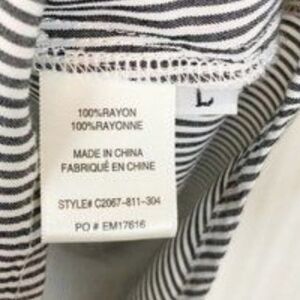 100%RAYON
100%RAYONNE
MADE IN CHINA
FABRIQUÉ EN CHINE
STYLE# C2067-811-304
PO # EM17616
L